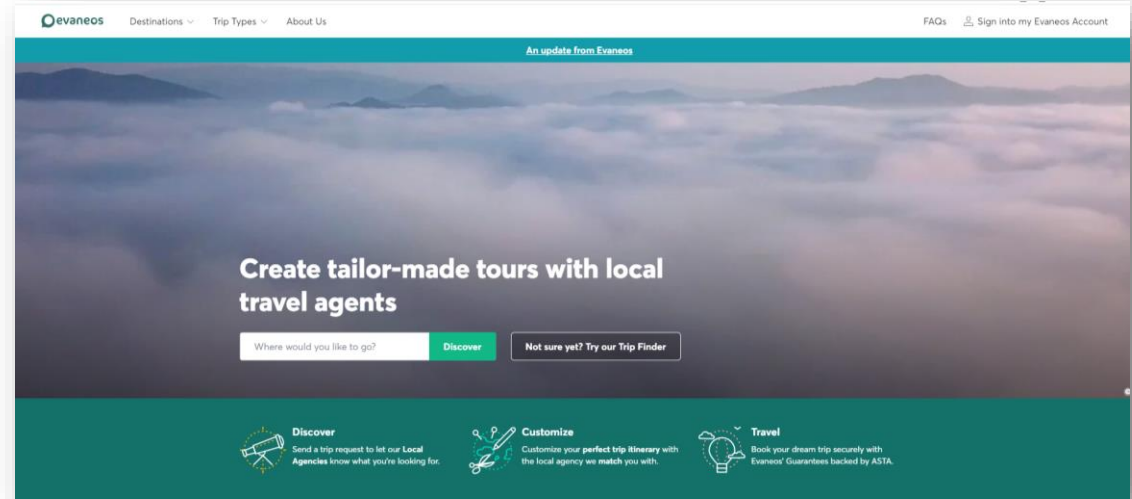 evaneos
Destinations
Trip Types
About Us
FAQs
Sign into my Evaneos Account
An update from Evaneos
Create tailor-made tours with local
travel agents
Where would you like to go?
Discover
Not sure yet? Try our Trip Finder
Discover
Send a trip request to let our Local
Agencies know what you're looking for.
Customize
Customize your perfect trip itinerary with
the local agency we match you with.
Travel
Book your dream trip securely with
Evaneos' Guarantees backed by ASTA.